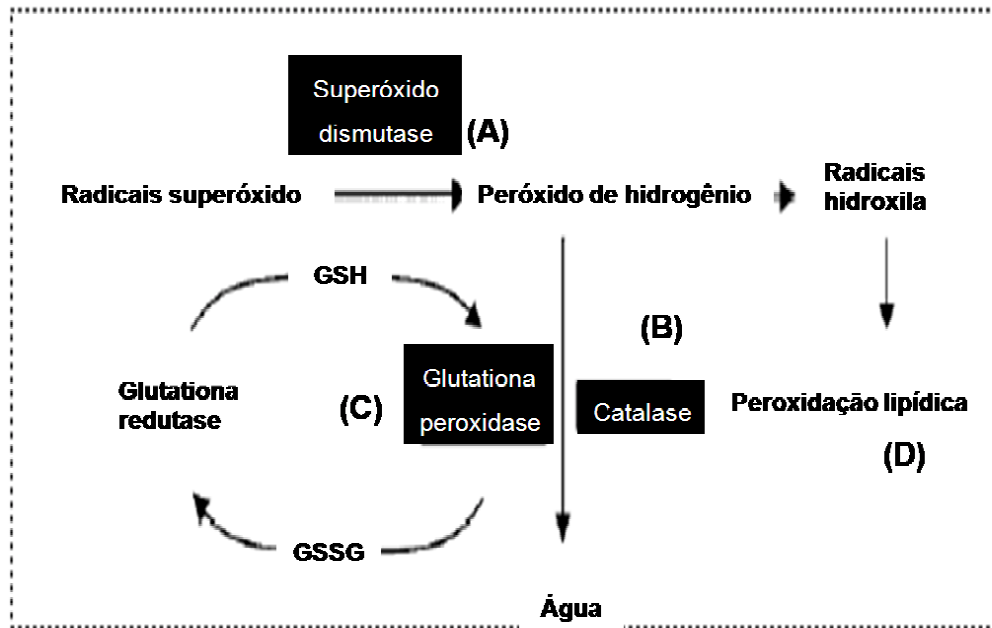 Superóxido
dismutase
(A)
Radicais superóxido
Peróxido de hidrogênio
Radicais
hidroxila
GSH
(B)
Glutationa
redutase
(C)
Glutationa
peroxidase
Catalase
Peroxidação lipídica
(D)
GSSG
Água